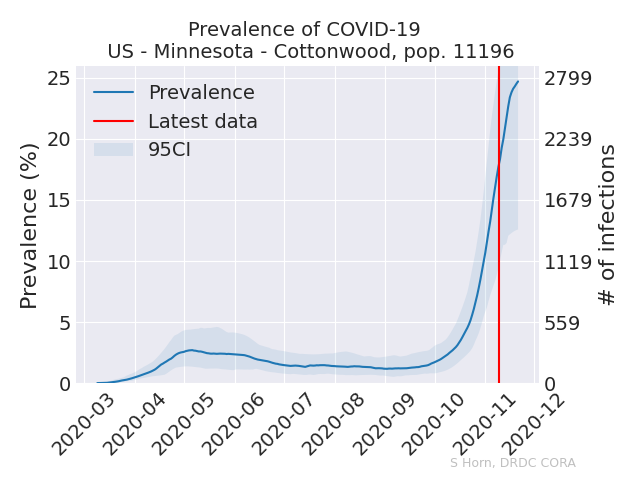 Prevalence of COVID-19
US - Minnesota - Cottonwood, pop. 11196
Prevalence
Latest data
95CI
Prevalence (%)
25
20
15
10
5
0
2799
2239
1679
1119
559
0
# of infections
2020-03
2020-04
2020-05
2020-06
2020-07
2020-08
2020-09
2020-10
2020-11
2020-12
S Horn, DRDC CORA